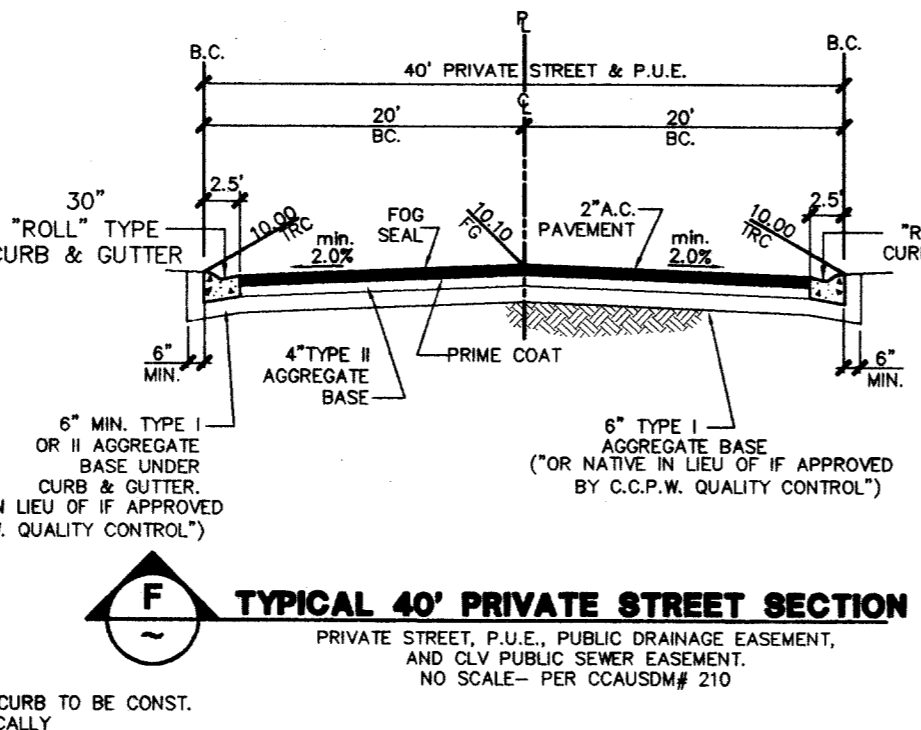 PL
B.C.
B.C.
40' PRIVATE STREET & P.U.E.
CL
20'
BC.
20'
BC.
2.5'
2.5'
30"
"ROLL" TYPE
CURB & GUTTER
10.00
TRC
FOG
SEAL
10.10
FG
2"A.C.
PAVEMENT
10.00
TRC
"R
CUR
min.
2.0%
min.
2.0%
6"
MIN.
4"TYPE II
AGGREGATE
BASE
PRIME COAT
6"
MIN.
6" MIN. TYPE I
OR II AGGREGATE
BASE UNDER
CURB & GUTTER.
N LIEU OF IF APPROVED
. QUALITY CONTROL")
6" TYPE I
AGGREGATE BASE
("OR NATIVE IN LIEU OF IF APPROVED
BY C.C.P.W. QUALITY CONTROL")
F
~
TYPICAL 40' PRIVATE STREET SECTION
PRIVATE STREET, P.U.E., PUBLIC DRAINAGE EASEMENT,
AND CLV PUBLIC SEWER EASEMENT.
NO SCALE- PER CCAUSDM# 210
CURB TO BE CONST.
CALLY